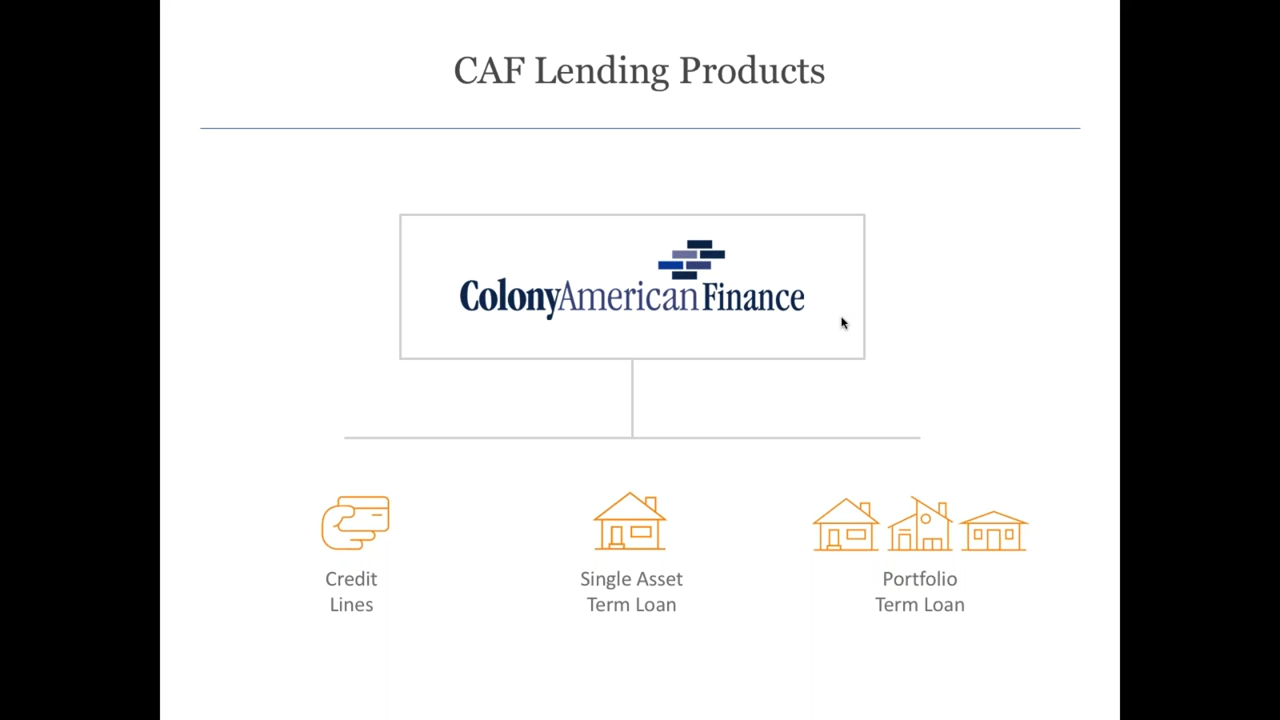 CAF Lending Products
ColonyAmericanFinance
Credit
Lines
Single Asset
Term Loan
Portfolio
Term Loan